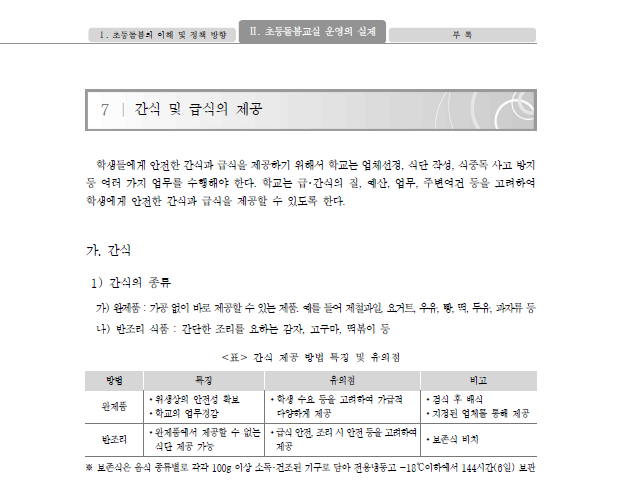 Ⅰ. 초등돌봄의 이해 및 정책 방향
Ⅱ. 초등돌봄교실 운영의 실제
부 록
7 | 간식 및 급식의 제공
학생들에게 안전한 간식과 급식을 제공하기 위해서 학교는 업체선정, 식단 작성, 식중독 사고 방지
등 여러 가지 업무를 수행해야 한다. 학교는 급·간식의 질, 예산, 업무, 주변여건 등을 고려하여
학생에게 안전한 간식과 급식을 제공할 수 있도록 한다.
가. 간식
1) 간식의 종류
가) 완제품 : 가공 없이 바로 제공할 수 있는 제품. 예를 들어 제철과일, 요거트, 우유, 빵, 떡, 두유, 과자류 등
나) 반조리 식품 : 간단한 조리를 요하는 감자, 고구마, 떡볶이 등
<표> 간식 제공 방법 특징 및 유의점
방법 특징 유의점 비고
완제품
• 위생상의 안전성 확보
• 학교의 업무경감
• 학생 수요 등을 고려하여 가급적
다양하게 제공
• 검식 후 배식
• 지정된 업체를 통해 제공
반조리
• 완제품에서 제공할 수 없는
식단 제공 가능
• 급식 안전, 조리 시 안전 등을 고려하여
제공
• 보존식 비치
※ 보존식은 음식 종류별로 각각 100g 이상 소독·건조된 기구로 담아 전용냉동고 -18℃이하에서 144시간(6일) 보관